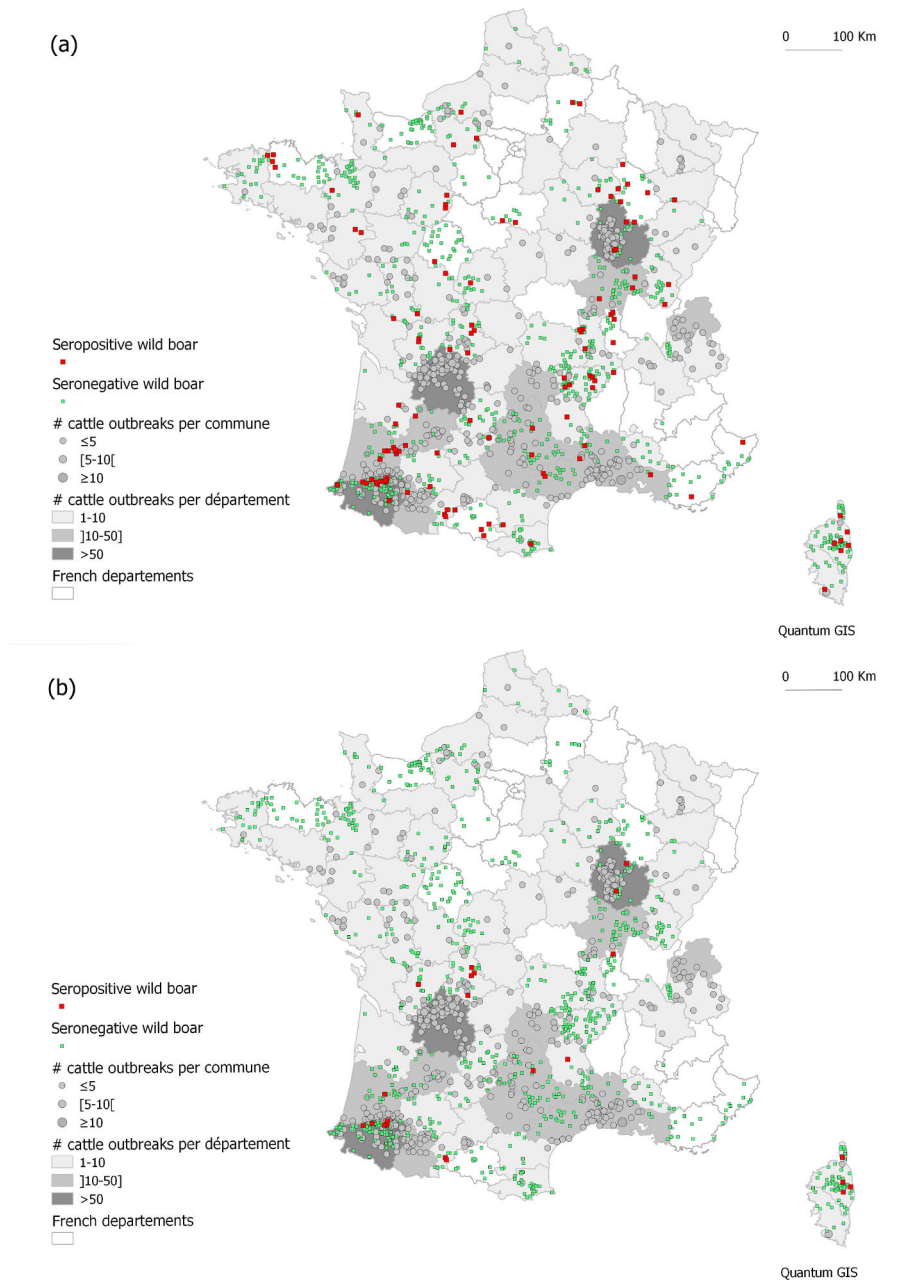 (a)
0 100 Km
Seropositive wild boar
Seronegative wild boar
# cattle outbreaks per commune
≤5
[5-10[
≥10
# cattle outbreaks per département
1-10
]10-50]
>50
French departements
Quantum GIS
(b)
0 100 Km
Seropositive wild boar
Seronegative wild boar
# cattle outbreaks per commune
≤5
[5-10[
≥10
# cattle outbreaks per département
1-10
]10-50]
>50
French departements
Quantum GIS